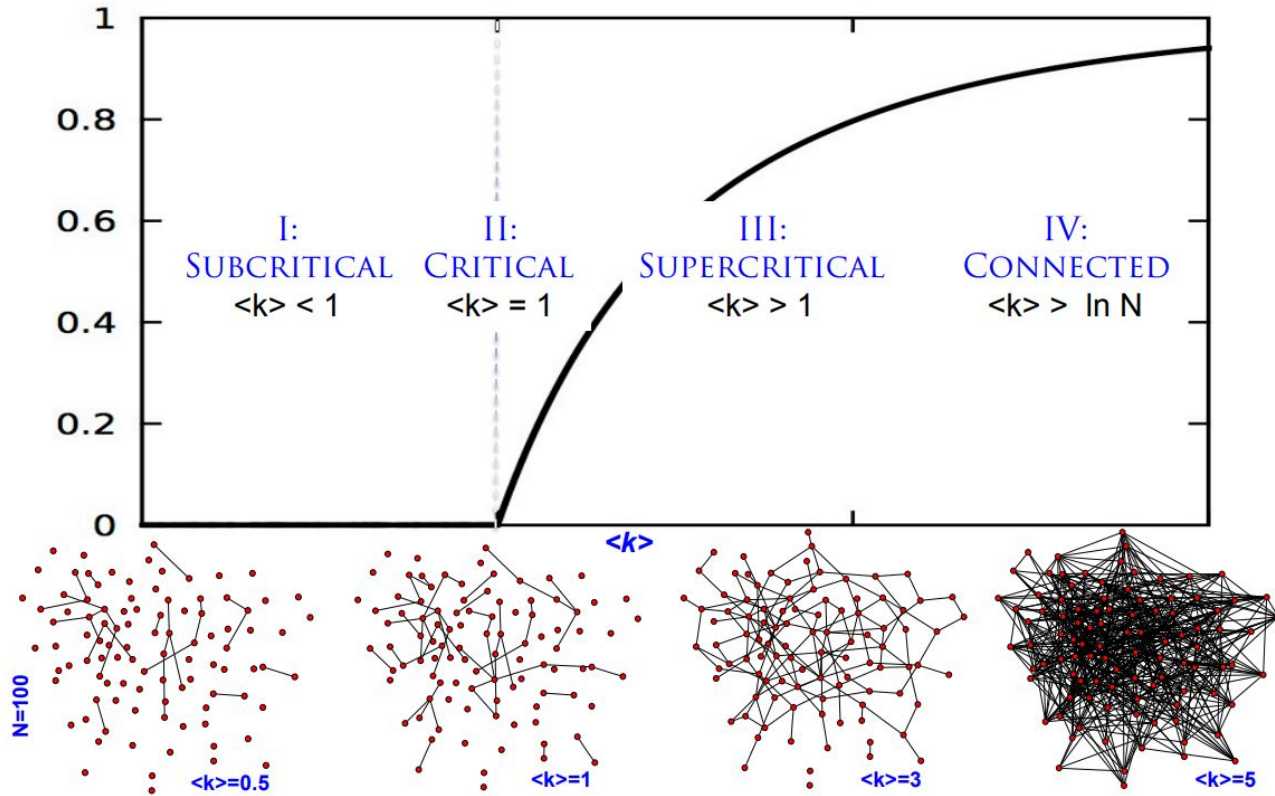 1
0.8
0.6
0.4
0.2
0
I:
SUBCRITICAL
<k> < 1
II:
CRITICAL
<k> = 1
III:
SUPERCRITICAL
<k> > 1
IV:
CONNECTED
<k> > ln N
<k>
N=100
<k>=0.5
<k>=1
<k>=3
<k>=5